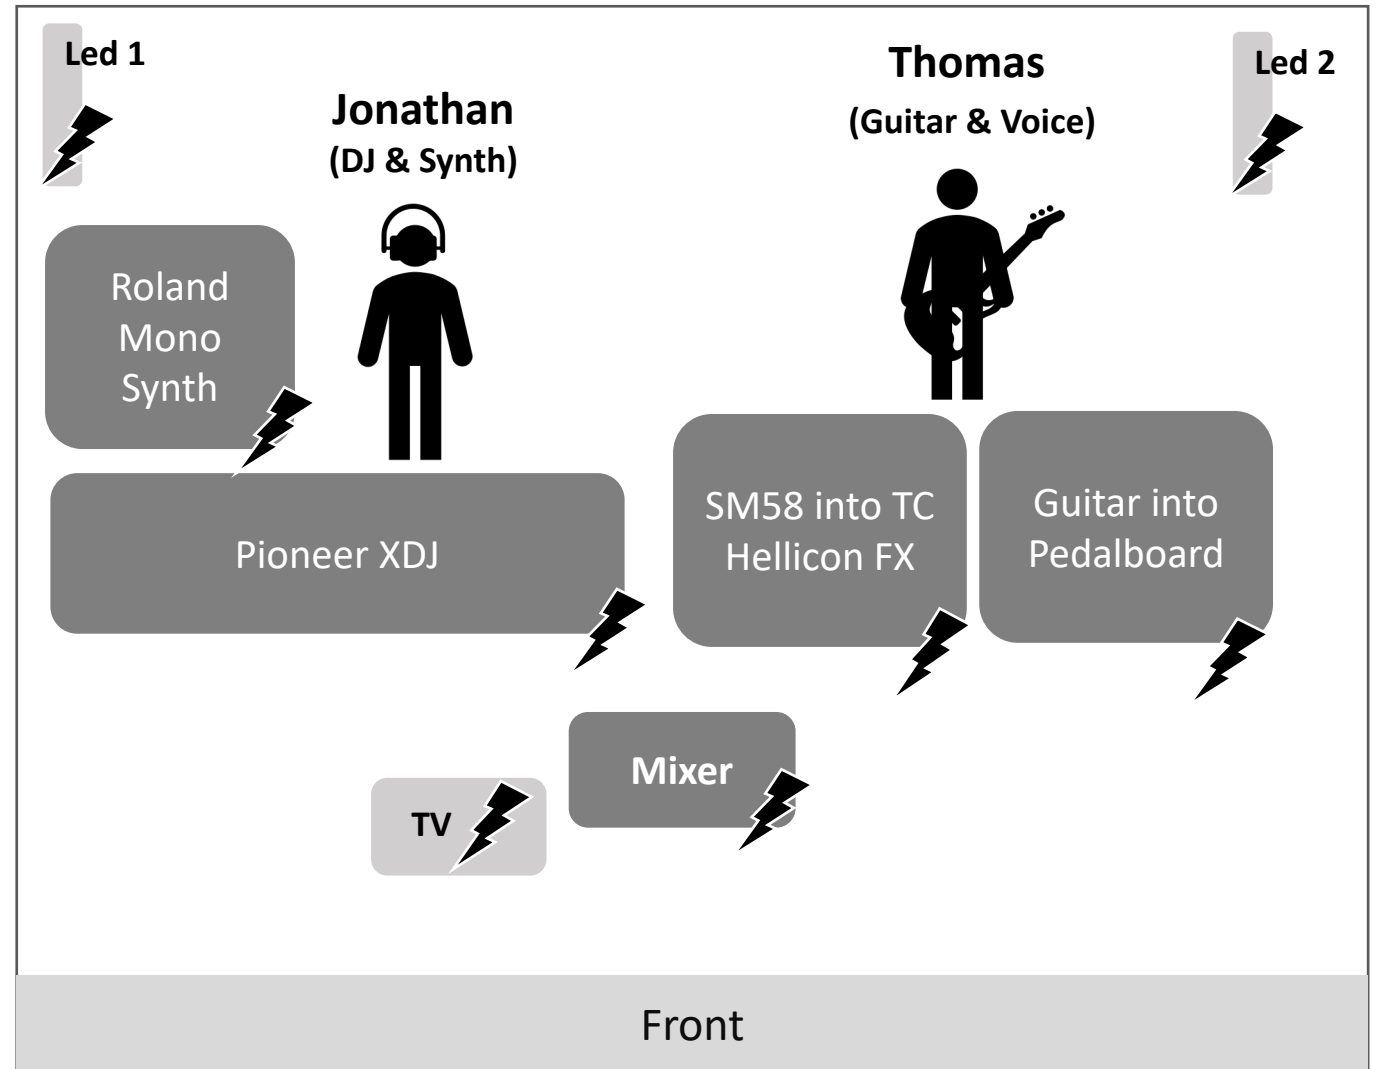 Led 1
Thomas
(Guitar & Voice)
Led 2
Jonathan
(DJ & Synth)
Roland
Mono
Synth
Pioneer XDJ
SM58 into TC
Hellicon FX
Guitar into
Pedalboard
Mixer
TV
Front